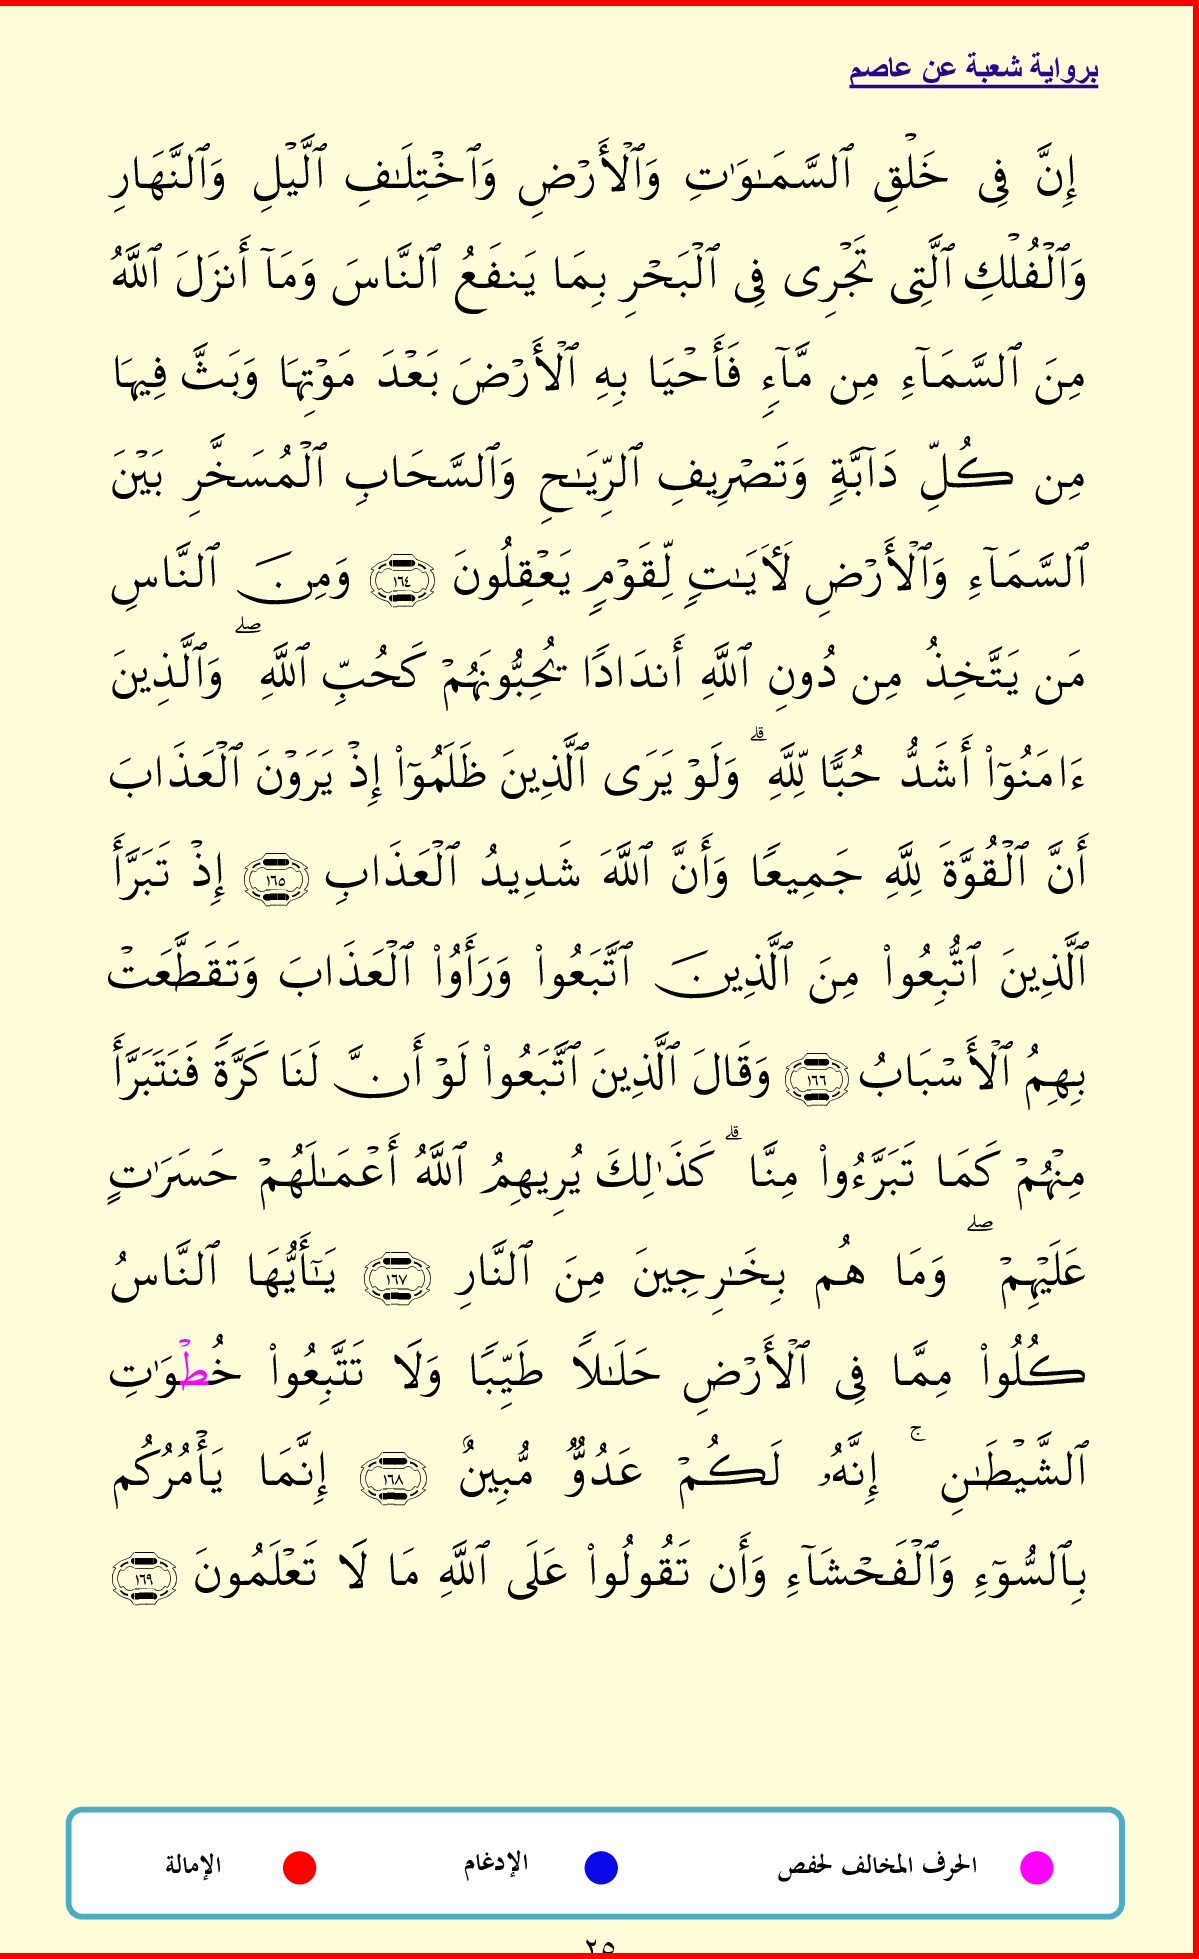 برواية شعبة عن عاصم
إِنَّ فِى خَلْقِ ٱلسَّمَـٰوَٰتِ وَٱلْأَرْضِ وَٱخْتِلَـٰفِ ٱلَّيْلِ وَٱلنَّهَارِ
وَٱلْفُلْكِ ٱلَّتِى تَجْرِى فِى ٱلْبَحْرِ بِمَا يَنفَعُ ٱلنَّاسَ وَمَآ أَنزَلَ ٱللَّهُ
مِنَ ٱلسَّمَآءِ مِن مَّآءٍ فَأَحْيَا بِهِ ٱلْأَرْضَ بَعْدَ مَوْتِهَا وَبَثَّ فِيهَا
مِن كُلِّ دَآبَّةٍ وَتَصْرِيفِ ٱلرِّيَـٰحِ وَٱلسَّحَابِ ٱلْمُسَخَّرِ بَيْنَ
ٱلسَّمَآءِ وَٱلْأَرْضِ لَأَيَـٰتٍ لِّقَوْمٍ يَعْقِلُونَ ١٦٤ وَمِنَ ٱلنَّاسِ
مَن يَتَّخِذُ مِن دُونِ ٱللَّهِ أَندَادًا يُحِبُّونَهُمْ كَحُبِّ ٱللَّهِ ۖ وَٱلَّذِينَ
ءَامَنُوٓا۟ أَشَدُّ حُبًّا لِّلَّهِ ۗ وَلَوْ يَرَى ٱلَّذِينَ ظَلَمُوٓا۟ إِذْ يَرَوْنَ ٱلْعَذَابَ
أَنَّ ٱلْقُوَّةَ لِلَّهِ جَمِيعًا وَأَنَّ ٱللَّهَ شَدِيدُ ٱلْعَذَابِ ١٦٥ إِذْ تَبَرَّأَ
ٱلَّذِينَ ٱتُّبِعُوا۟ مِنَ ٱلَّذِينَ ٱتَّبَعُوا۟ وَرَأَوُا۟ ٱلْعَذَابَ وَتَقَطَّعَتْ
بِهِمُ ٱلْأَسْبَابُ ١٦٦ وَقَالَ ٱلَّذِينَ ٱتَّبَعُوا۟ لَوْ أَنَّ لَنَا كَرَّةً فَنَتَبَرَّأَ
مِنْهُمْ كَمَا تَبَرَّءُوا۟ مِنَّا ۗ كَذَٰلِكَ يُرِيهِمُ ٱللَّهُ أَعْمَـٰلَهُمْ حَسَرَٰتٍ
عَلَيْهِمْ ۖ وَمَا هُم بِخَـٰرِجِينَ مِنَ ٱلنَّارِ ١٦٧ يَـٰٓأَيُّهَا ٱلنَّاسُ
كُلُوا۟ مِمَّا فِى ٱلْأَرْضِ حَلَـٰلًا طَيِّبًا وَلَا تَتَّبِعُوا۟ خُطْوَٰتِ
ٱلشَّيْطَـٰنِ ۚ إِنَّهُۥ لَكُمْ عَدُوٌّ مُّبِينٌ ١٦٨ إِنَّمَا يَأْمُرُكُم
بِٱلسُّوٓءِ وَٱلْفَحْشَآءِ وَأَن تَقُولُوا۟ عَلَى ٱللَّهِ مَا لَا تَعْلَمُونَ ١٦٩
الحرف المخالف لحفص الإدغام الإمالة
٢٥